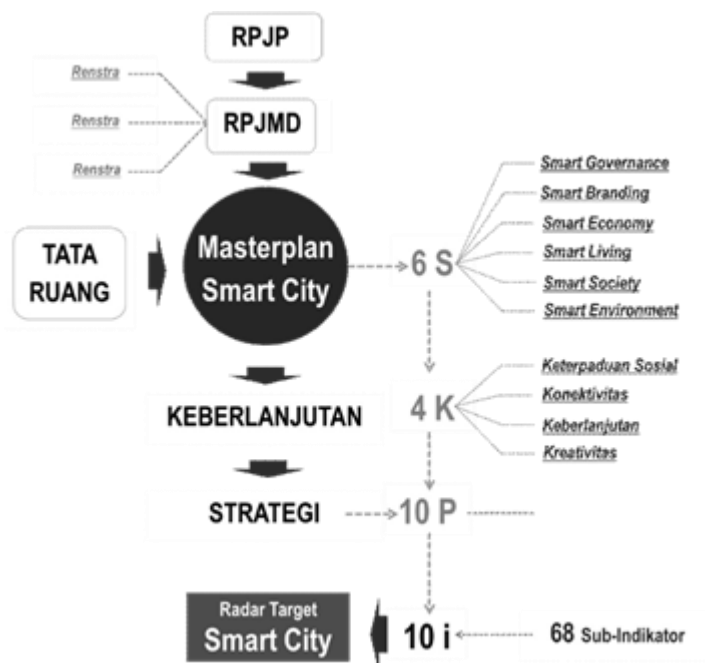 RPJP
Renstra
Renstra
Renstra
RPJMD
TATA
RUANG
Masterplan
Smart City
6 S
Smart Governance
Smart Branding
Smart Economy
Smart Living
Smart Society
Smart Environment
KEBERLANJUTAN
4 K
Keterpaduan Sosial
Konektivitas
Keberlanjutan
Kreativitas
STRATEGI
10 P
Radar Target
Smart City
10 i
68 Sub-Indikator